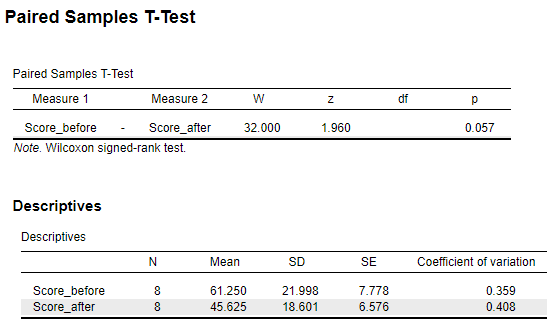 Paired Samples T-Test
Paired Samples T-Test
Measure 1 Measure 2 W z df p
Score_before - Score_after 32.000 1.960 0.057
Note. Wilcoxon signed-rank test.
Descriptives
Descriptives
N Mean SD SE Coefficient of variation
Score_before 8 61.250 21.998 7.778 0.359
Score_after 8 45.625 18.601 6.576 0.408